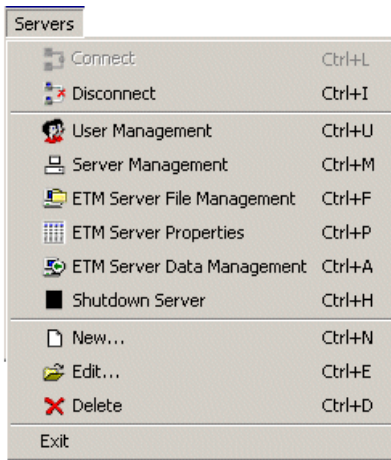 Servers
Connect Ctrl+L
Disconnect Ctrl+I
User Management Ctrl+U
Server Management Ctrl+M
ETM Server File Management Ctrl+F
ETM Server Properties Ctrl+P
ETM Server Data Management Ctrl+A
Shutdown Server Ctrl+H
New... Ctrl+N
Edit... Ctrl+E
Delete Ctrl+D
Exit